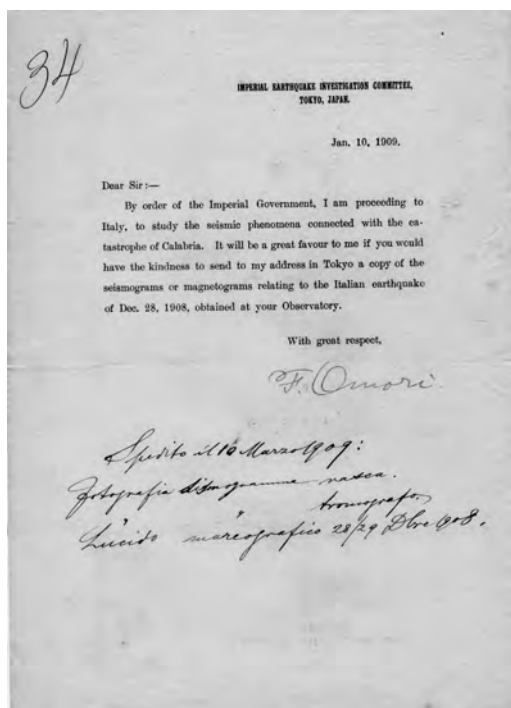 34
IMPERIAL EARTHQUAKE INVESTIGATION COMMITTEE,
TOKYO, JAPAN.
Jan. 10, 1909.
Dear Sir:—
By order of the Imperial Government, I am proceeding to
Italy, to study the seismic phenomena connected with the ca-
tastrophe of Calabria. It will be a great favour to me if you would
have the kindness to send to my address in Tokyo a copy of the
seismograms or magnetograms relating to the Italian earthquake
of Dec. 28, 1908, obtained at your Observatory.
With great respect,
F. Omori.
Spedito il 10 Marzo 1909:
fotografia sismogramma vasca.
" " tromografo
Lucido mareografico 28/29 Dbre 1908.